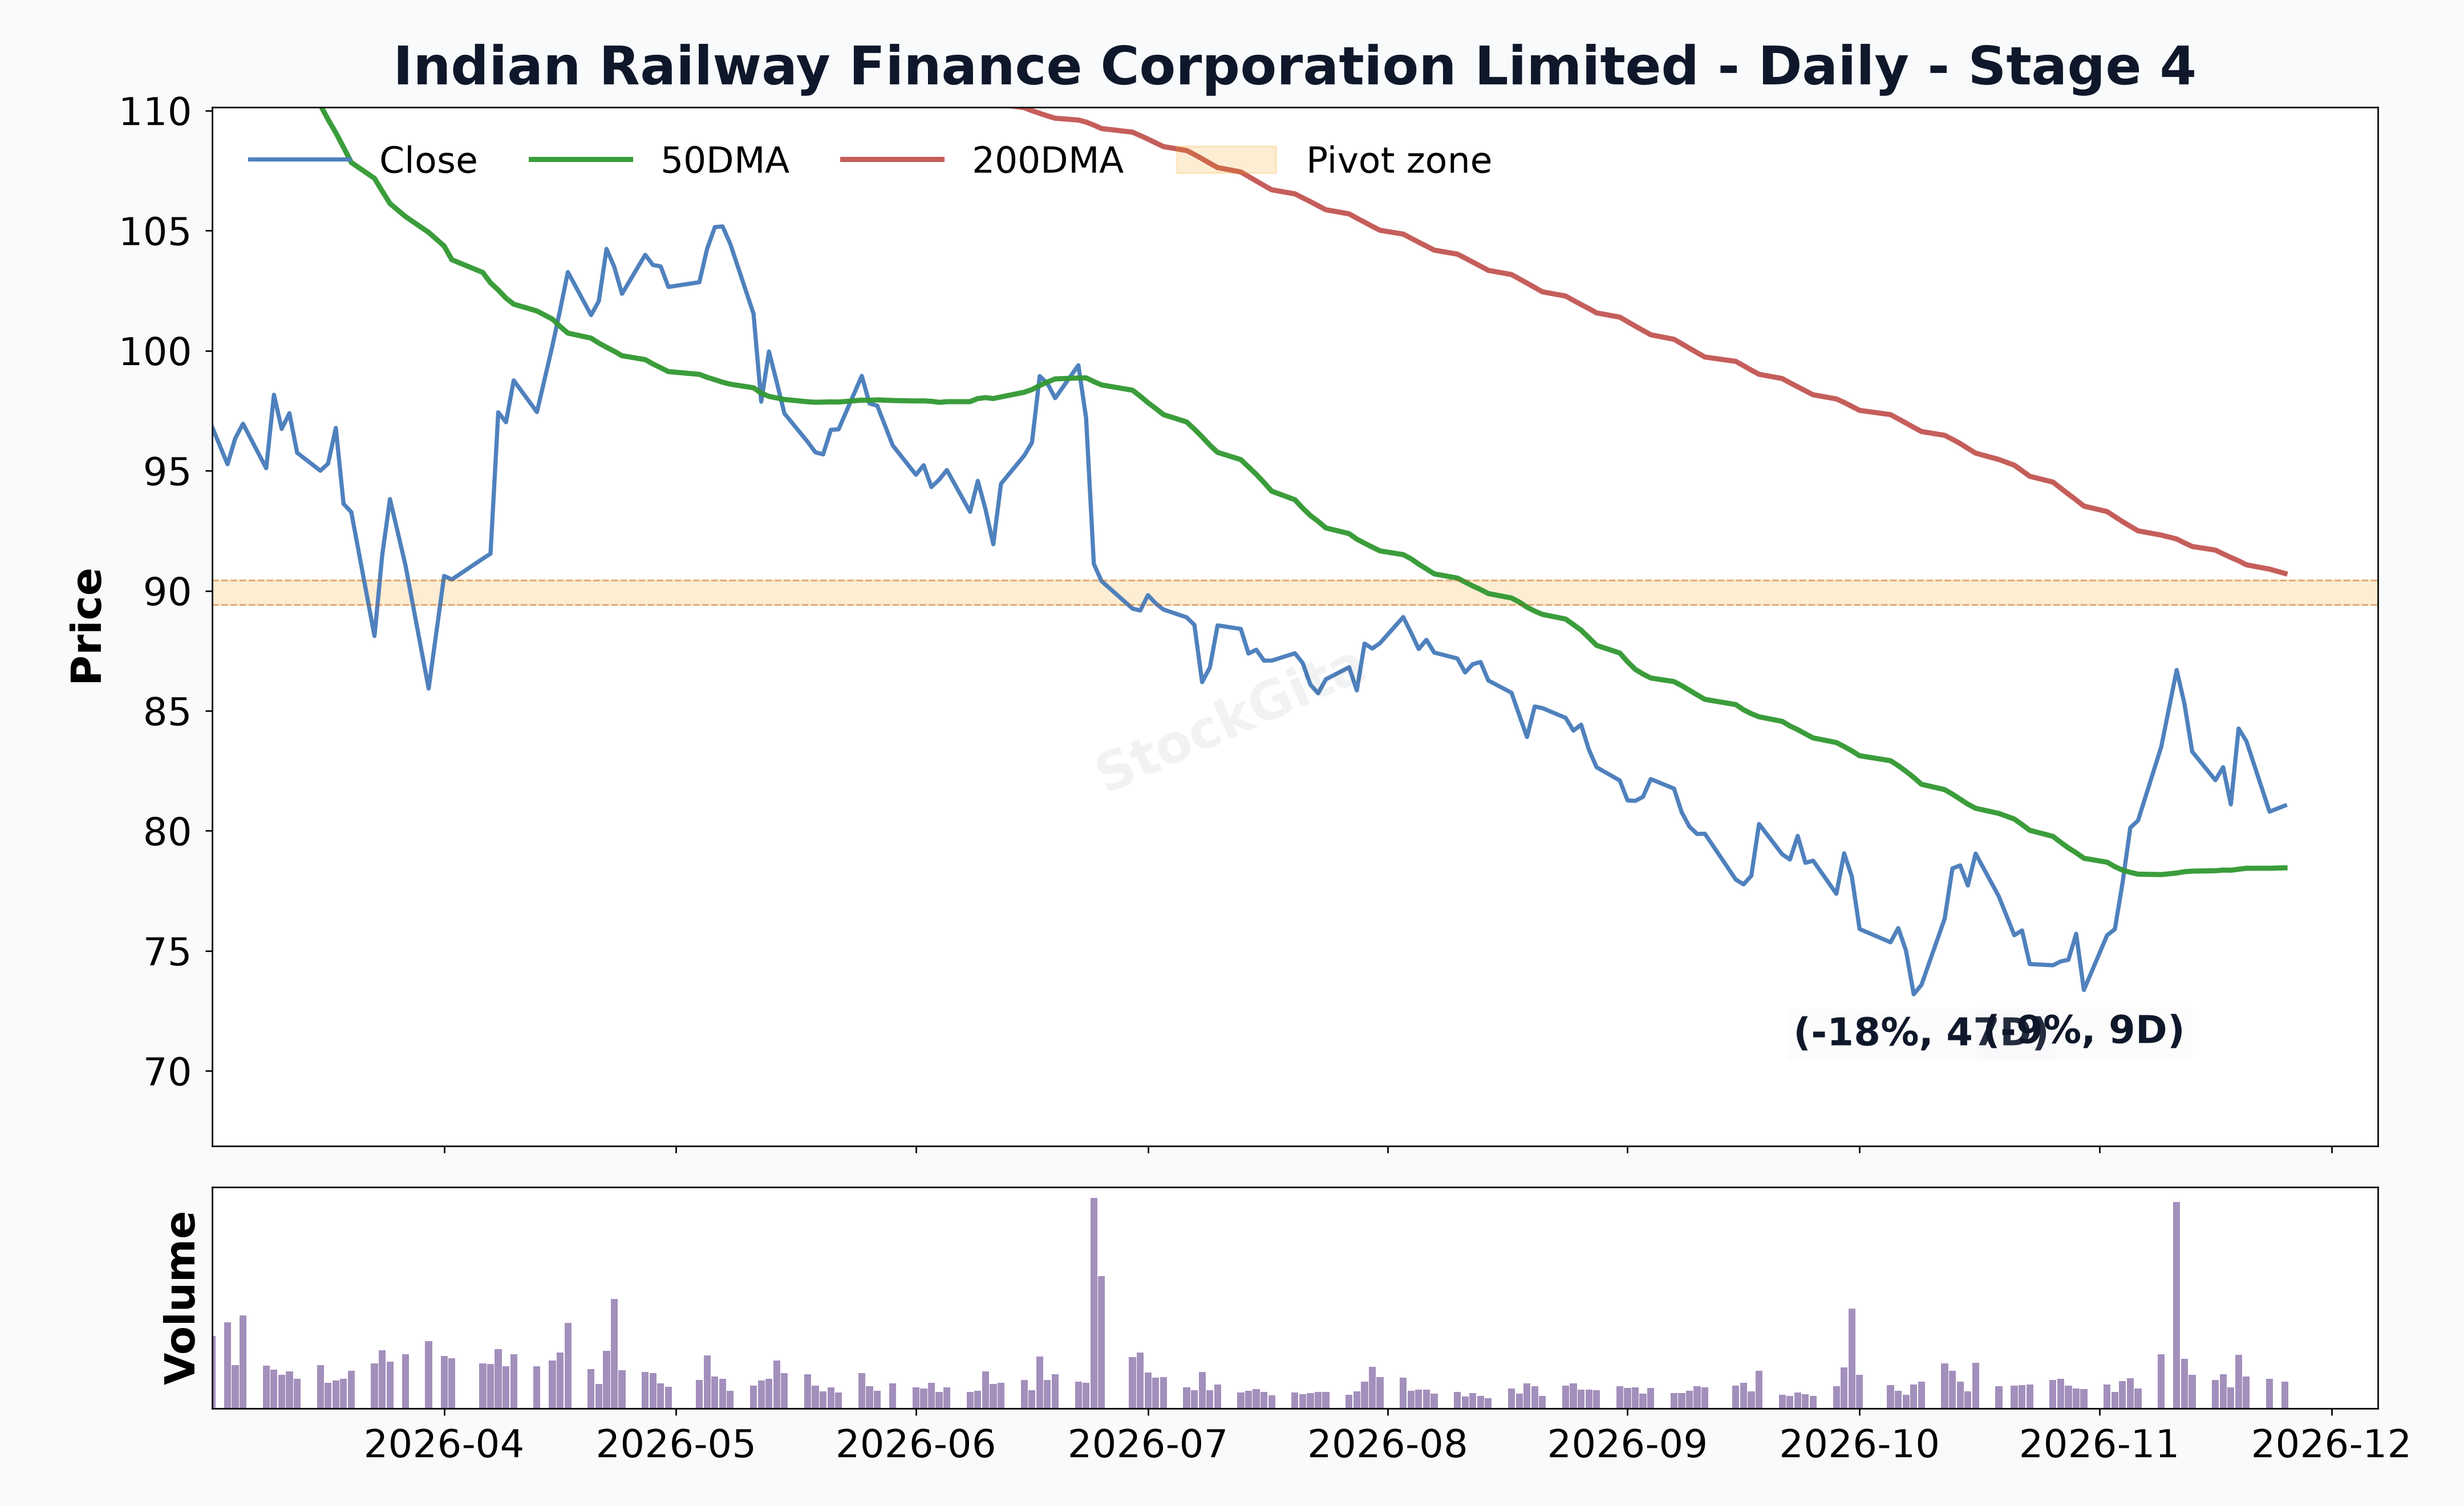 Indian Railway Finance Corporation Limited - Daily - Stage 4
Close 50DMA 200DMA Pivot zone
Price
110
105
100
95
90
85
80
75
70
StockGita
(-18%, 47D)
(-9%, 9D)
Volume
2026-04 2026-05 2026-06 2026-07 2026-08 2026-09 2026-10 2026-11 2026-12